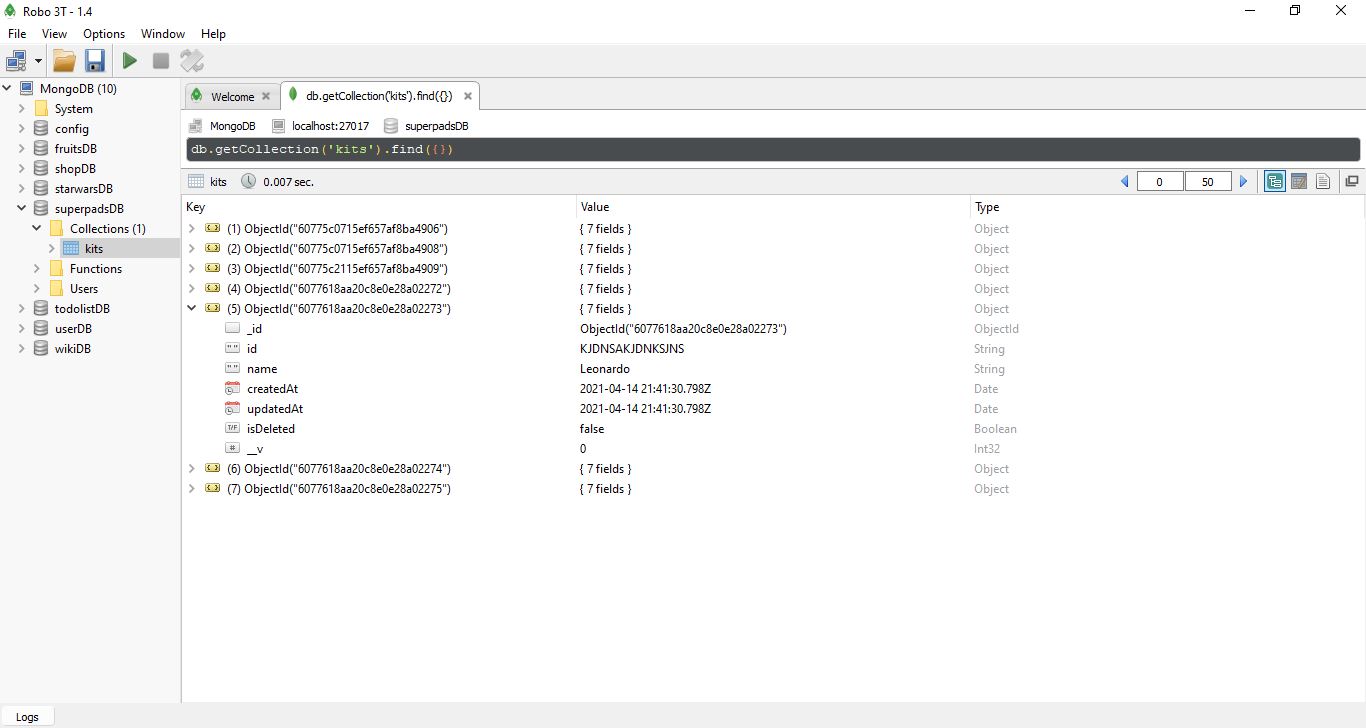 Robo 3T - 1.4
File View Options Window Help
MongoDB (10)
System
config
fruitsDB
shopDB
starwarsDB
superpadsDB
Collections (1)
kits
Functions
Users
todolistDB
userDB
wikiDB
Welcome db.getCollection('kits').find({})
MongoDB localhost:27017 superpadsDB
db.getCollection('kits').find({})
kits 0.007 sec. 0 50
Key Value Type
(1) ObjectId("60775c0715ef657af8ba4906") { 7 fields } Object
(2) ObjectId("60775c0715ef657af8ba4908") { 7 fields } Object
(3) ObjectId("60775c2115ef657af8ba4909") { 7 fields } Object
(4) ObjectId("6077618aa20c8e0e28a02272") { 7 fields } Object
(5) ObjectId("6077618aa20c8e0e28a02273") { 7 fields } Object
_id ObjectId("6077618aa20c8e0e28a02273") ObjectId
" " id KJDNSAKJDNKSJNS String
" " name Leonardo String
createdAt 2021-04-14 21:41:30.798Z Date
updatedAt 2021-04-14 21:41:30.798Z Date
T/F isDeleted false Boolean
# __v 0 Int32
(6) ObjectId("6077618aa20c8e0e28a02274") { 7 fields } Object
(7) ObjectId("6077618aa20c8e0e28a02275") { 7 fields } Object
Logs